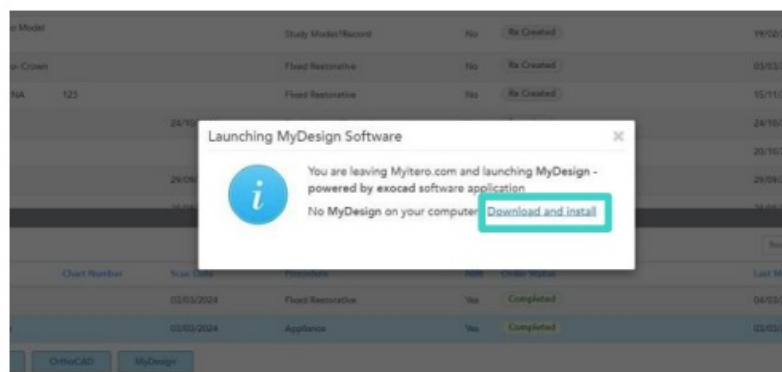 o Model
Study Model/Record No Rx Created 19/02/
o- Crown
Fixed Restorative No Rx Created 03/03/
NA 123 Fixed Restorative No Rx Created 15/11/
24/10
24/10/
20/10/
29/09
29/09/
Launching MyDesign Software
You are leaving Myitero.com and launching MyDesign -
powered by exocad software application
No MyDesign on your computer Download and install
Chart Number Scan Date Procedure NIRI Order Status Last M
03/03/2024 Fixed Restorative Yes Completed 04/03/
03/03/2024 Appliance Yes Completed 03/03/
OrthoCAD MyDesign